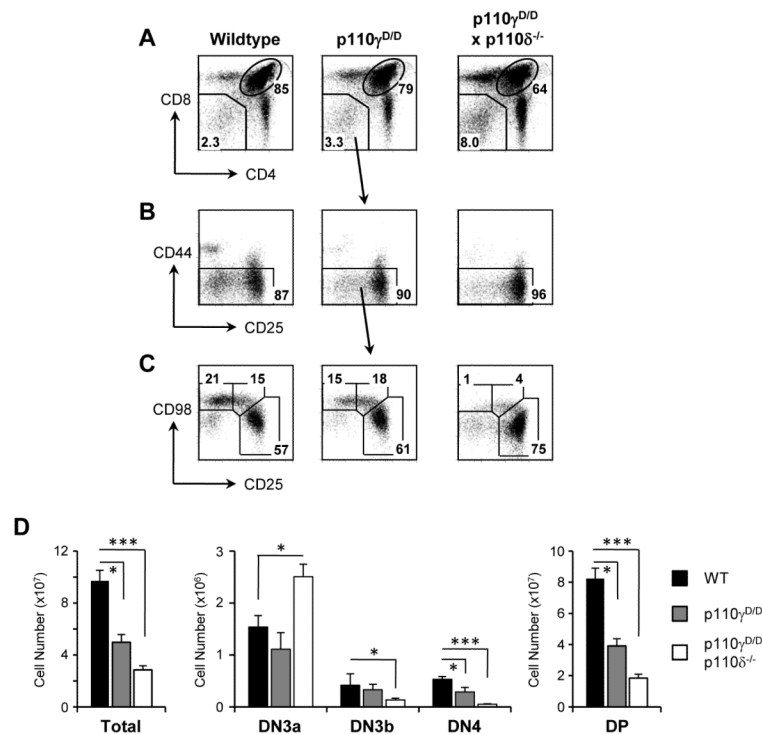 A
Wildtype
p110γD/D
p110γD/D
x p110δ-/-
CD8
85
79
64
2.3
3.3
8.0
CD4
B
CD44
87
90
96
CD25
C
21 15
15 18
1 4
CD98
57
61
75
CD25
D
Cell Number (x10⁷)
12
8
4
0
***
*
Total
Cell Number (x10⁶)
3
2
1
0
*
*
***
*
DN3a DN3b DN4
Cell Number (x10⁷)
10
8
6
4
2
0
***
*
DP
WT
p110γD/D
p110γD/D
p110δ-/-